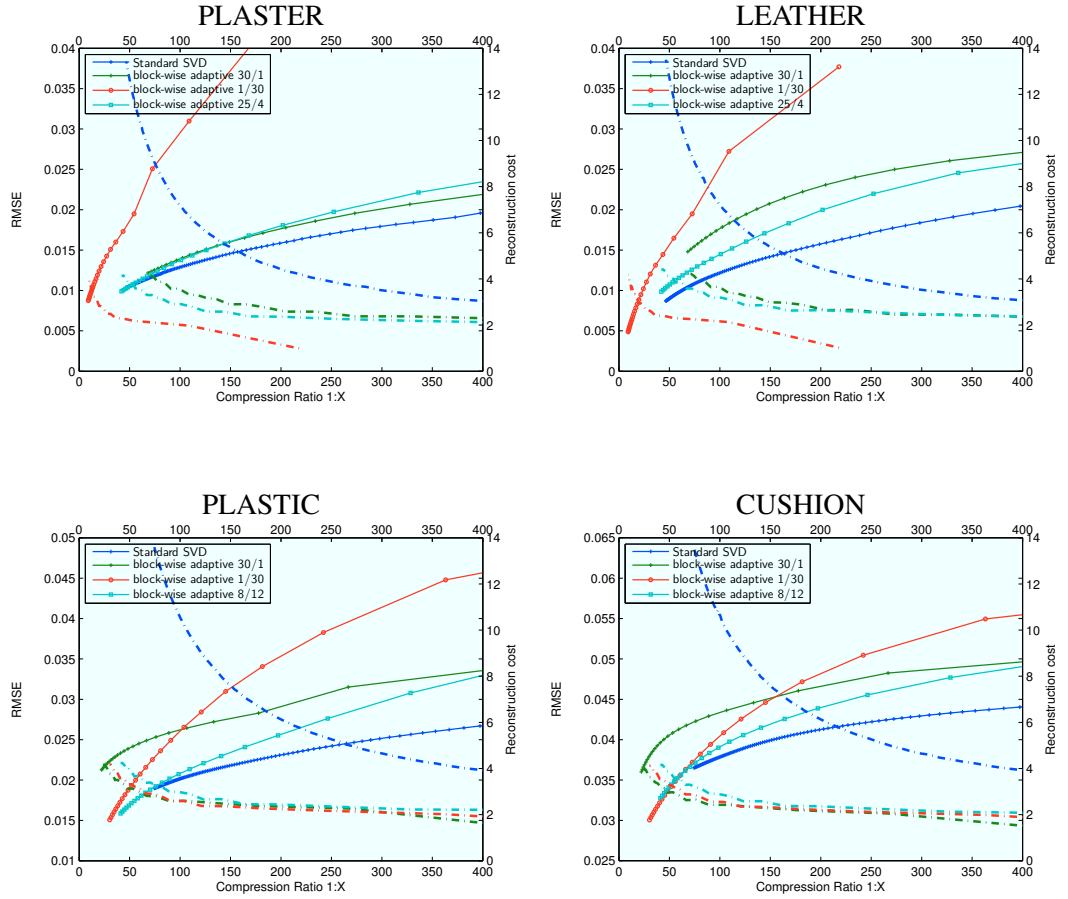 PLASTER
0 50 100 150 200 250 300 350 400
0.04
0.035
0.03
0.025
0.02
0.015
0.01
0.005
0
RMSE
Standard SVD
block-wise adaptive 30/1
block-wise adaptive 1/30
block-wise adaptive 25/4
14
12
10
8
6
4
2
0
Reconstruction cost
0 50 100 150 200 250 300 350 400
Compression Ratio 1:X
LEATHER
0 50 100 150 200 250 300 350 400
0.04
0.035
0.03
0.025
0.02
0.015
0.01
0.005
0
RMSE
Standard SVD
block-wise adaptive 30/1
block-wise adaptive 1/30
block-wise adaptive 25/4
14
12
10
8
6
4
2
0
Reconstruction cost
0 50 100 150 200 250 300 350 400
Compression Ratio 1:X
PLASTIC
0 50 100 150 200 250 300 350 400
0.05
0.045
0.04
0.035
0.03
0.025
0.02
0.015
0.01
RMSE
Standard SVD
block-wise adaptive 30/1
block-wise adaptive 1/30
block-wise adaptive 8/12
14
12
10
8
6
4
2
0
Reconstruction cost
0 50 100 150 200 250 300 350 400
Compression Ratio 1:X
CUSHION
0 50 100 150 200 250 300 350 400
0.065
0.06
0.055
0.05
0.045
0.04
0.035
0.03
0.025
RMSE
Standard SVD
block-wise adaptive 30/1
block-wise adaptive 1/30
block-wise adaptive 8/12
14
12
10
8
6
4
2
0
Reconstruction cost
0 50 100 150 200 250 300 350 400
Compression Ratio 1:X